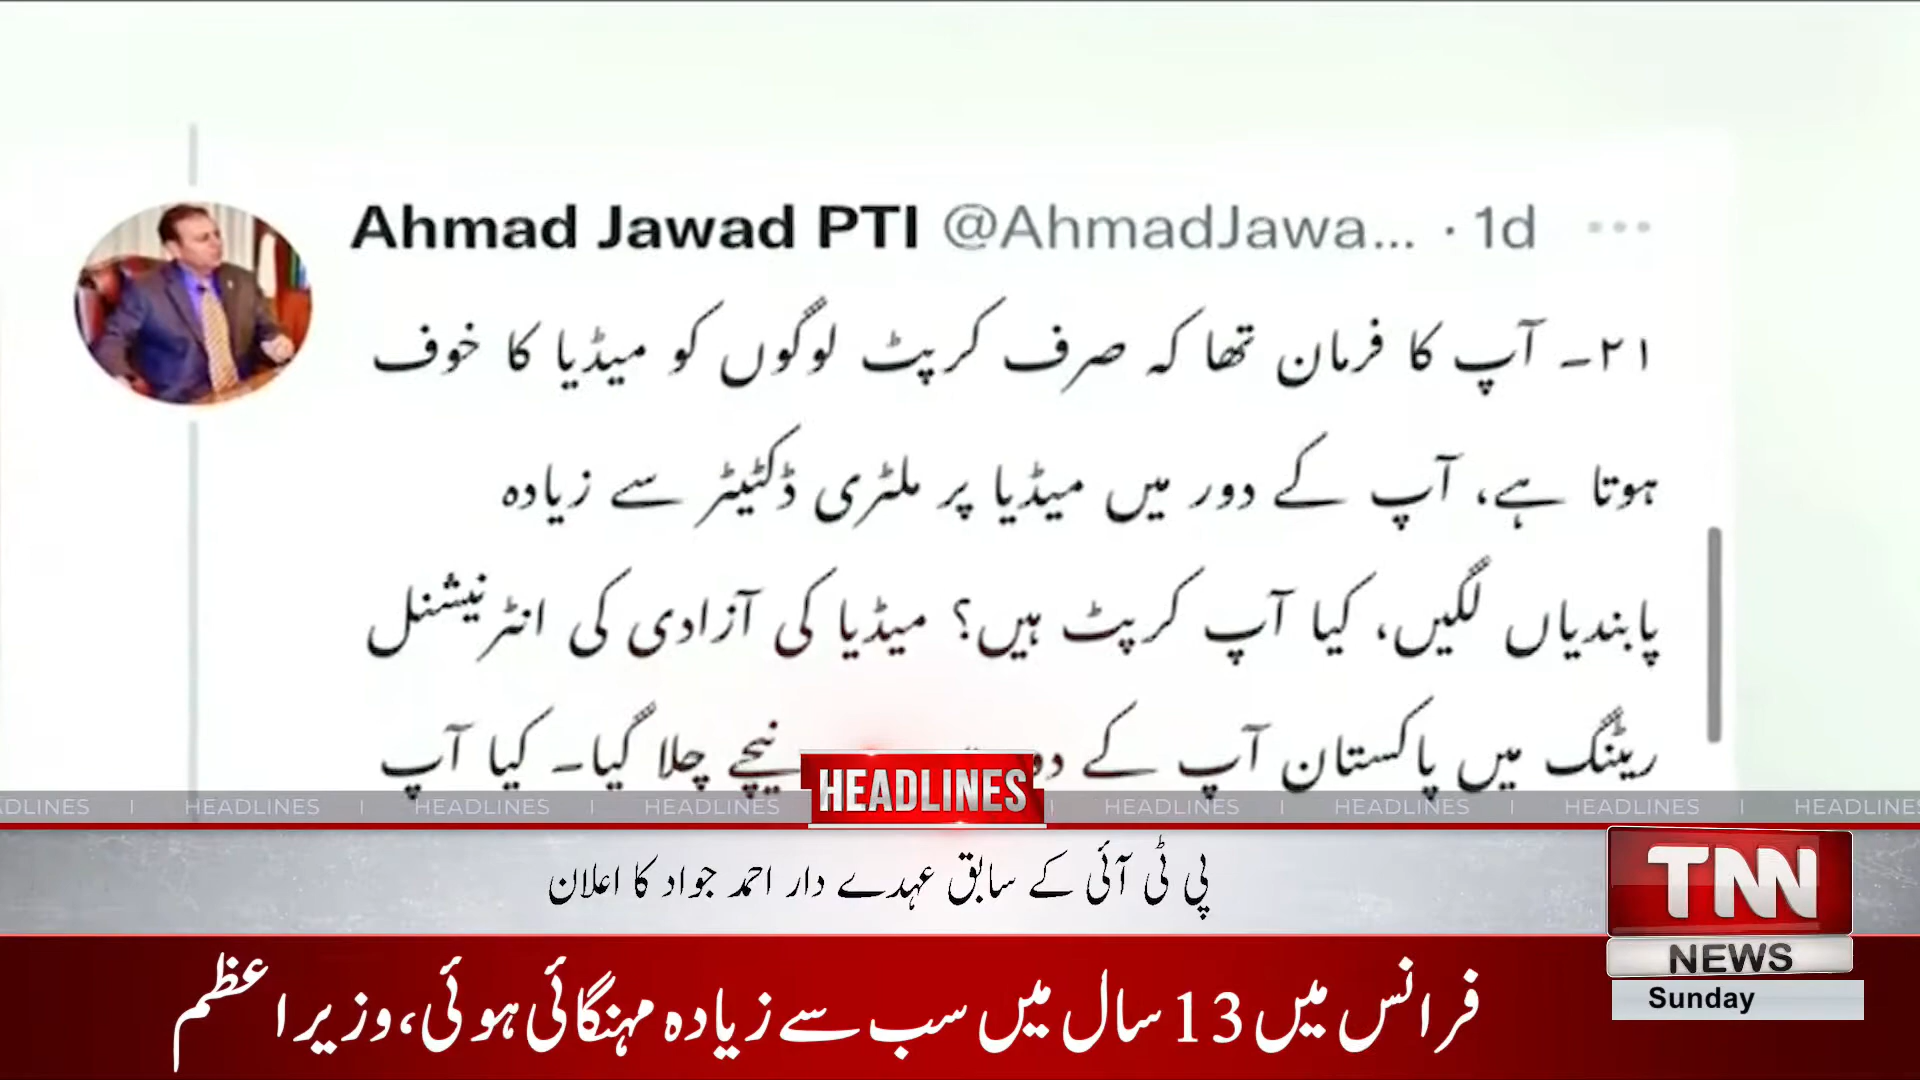 Ahmad Jawad PTI @AhmadJawa... · 1d
۲۱۔ آپ کا فرمان تھا کہ صرف کرپٹ لوگوں کو میڈیا کا خوف
ہوتا ہے، آپ کے دور میں میڈیا پر ملٹری ڈکٹیٹر سے زیادہ
پابندیاں لگیں، کیا آپ کرپٹ ہیں؟ میڈیا کی آزادی کی انٹرنیشنل
ریٹنگ میں پاکستان آپ کے نیچے چلا گیا۔ کیا آپ
HEADLINES
ADLINES | HEADLINES | HEADLINES | HEADLINES | HEADLINES | HEADLINES | HEADLINES | HEADLINES
پی ٹی آئی کے سابق عہدے دار احمد جواد کا اعلان
TNN
NEWS
Sunday
فرانس میں 13 سال میں سب سے زیادہ مہنگائی ہوئی، وزیراعظم